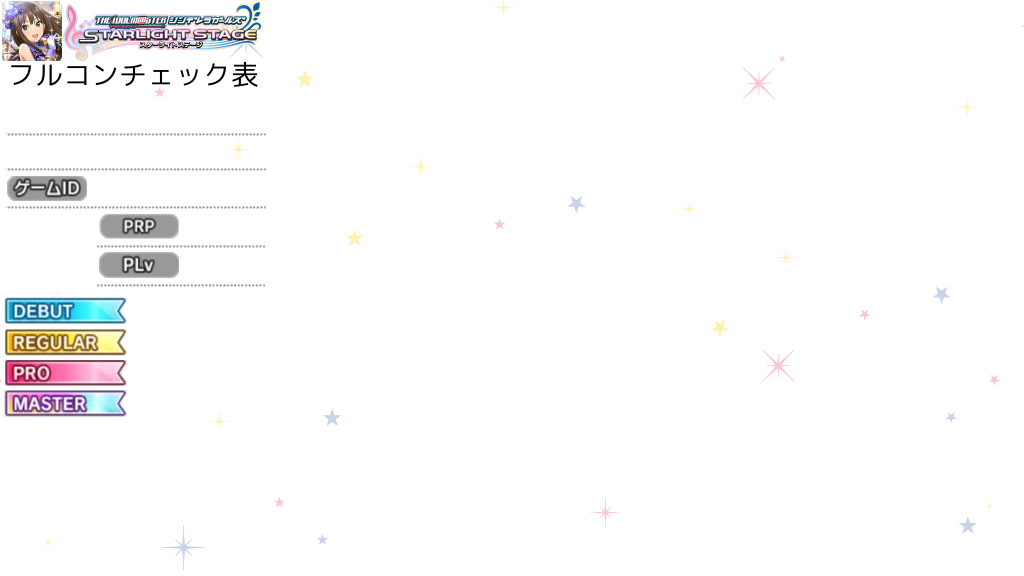 THE IDOLM@STER シンデレラガールズ
STARLIGHT STAGE
スターライトステージ
フルコンチェック表
ゲームID
PRP
PLv
DEBUT
REGULAR
PRO
MASTER